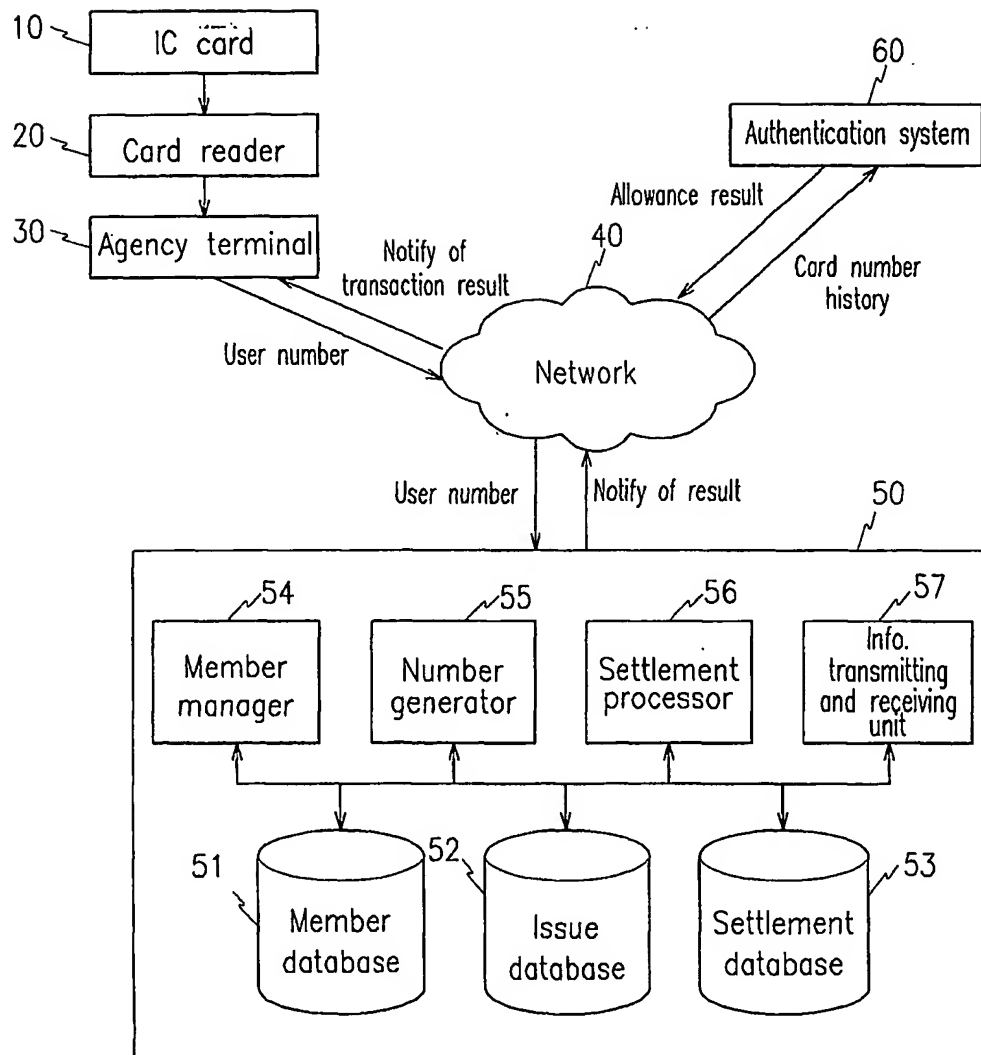 10
IC card
60
20
Card reader
Authentication system
30
Agency terminal
Allowance result
40
Notify of
transaction result
Card number
history
User number
Network
User number
Notify of result
50
54
55
56
57
Member
manager
Number
generator
Settlement
processor
Info.
transmitting
and receiving
unit
51
52
53
Member
database
Issue
database
Settlement
database